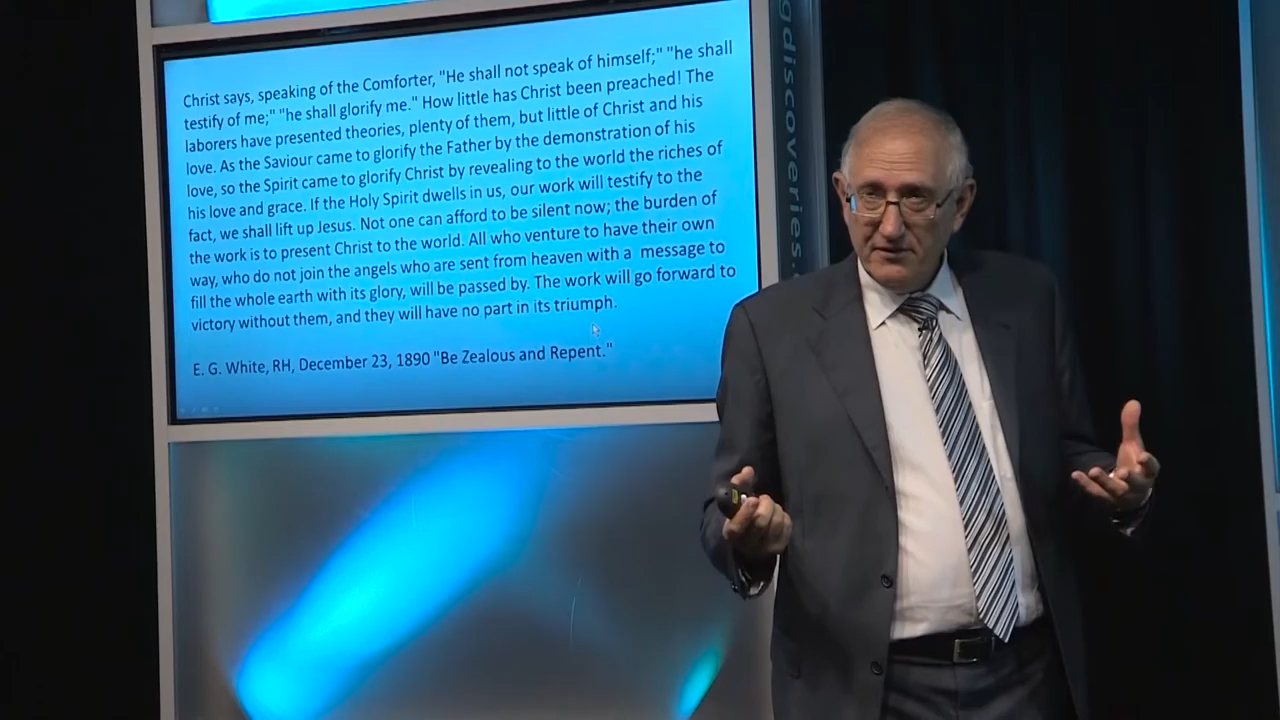 Christ says, speaking of the Comforter, "He shall not speak of himself;" "he shall
testify of me;" "he shall glorify me." How little has Christ been preached! The
laborers have presented theories, plenty of them, but little of Christ and his
love. As the Saviour came to glorify the Father by the demonstration of his
love, so the Spirit came to glorify Christ by revealing to the world the riches of
his love and grace. If the Holy Spirit dwells in us, our work will testify to the
fact, we shall lift up Jesus. Not one can afford to be silent now; the burden of
the work is to present Christ to the world. All who venture to have their own
way, who do not join the angels who are sent from heaven with a message to
fill the whole earth with its glory, will be passed by. The work will go forward to
victory without them, and they will have no part in its triumph.
E. G. White, RH, December 23, 1890 "Be Zealous and Repent."
gdiscoveries.